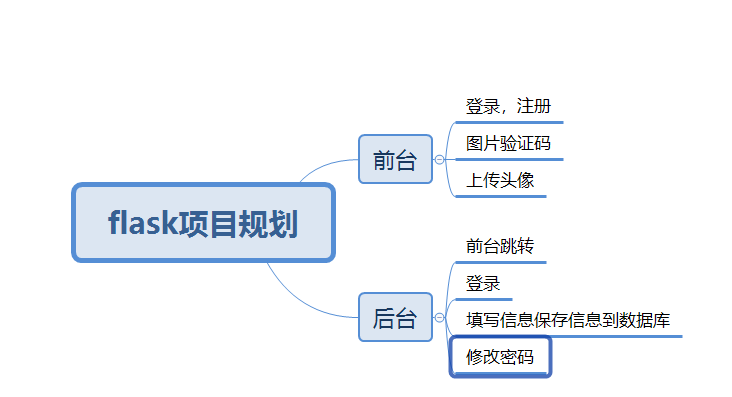 flask项目规划
前台
登录，注册
图片验证码
上传头像
后台
前台跳转
登录
填写信息保存信息到数据库
修改密码